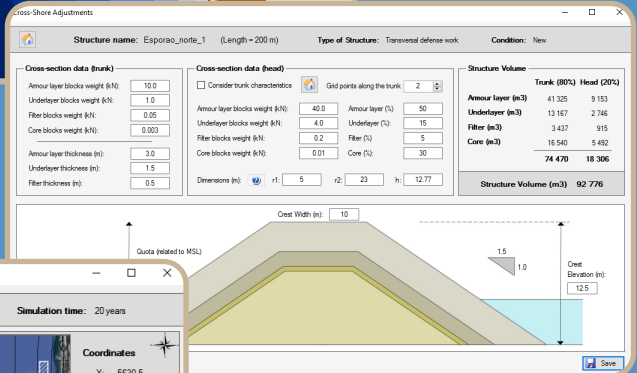 Cross-Shore Adjustments
Structure name: Esporao_norte_1 (Length = 200 m) Type of Structure: Transversal defense work Condition: New
Cross-section data (trunk)
Armour layer blocks weight (kN): 10.0
Underlayer blocks weight (kN): 1.0
Filter blocks weight (kN): 0.05
Core blocks weight (kN): 0.003
Armour layer thickness (m): 3.0
Underlayer thickness (m): 1.5
Filter thickness (m): 0.5
Cross-section data (head)
Consider trunk characteristics Grid points along the trunk 2
Armour layer blocks weight (kN): 40.0 Armour layer (%) 50
Underlayer blocks weight (kN): 4.0 Underlayer (%): 15
Filter blocks weight (kN): 0.2 Filter (%) 5
Core blocks weight (kN): 0.01 Core (%): 30
Dimensions (m): r1: 5 r2: 23 h: 12.77
Structure Volume
Trunk (80%) Head (20%)
Armour layer (m3) 41 325 9 153
Underlayer (m3) 13 167 2 746
Filter (m3) 3 437 915
Core (m3) 16 540 5 492
74 470 18 306
Structure Volume (m3) 92 776
Crest Width (m): 10
Quota (related to MSL)
1.5
1.0
Crest
Elevation (m):
12.5
Simulation time: 20 years
Coordinates
Save